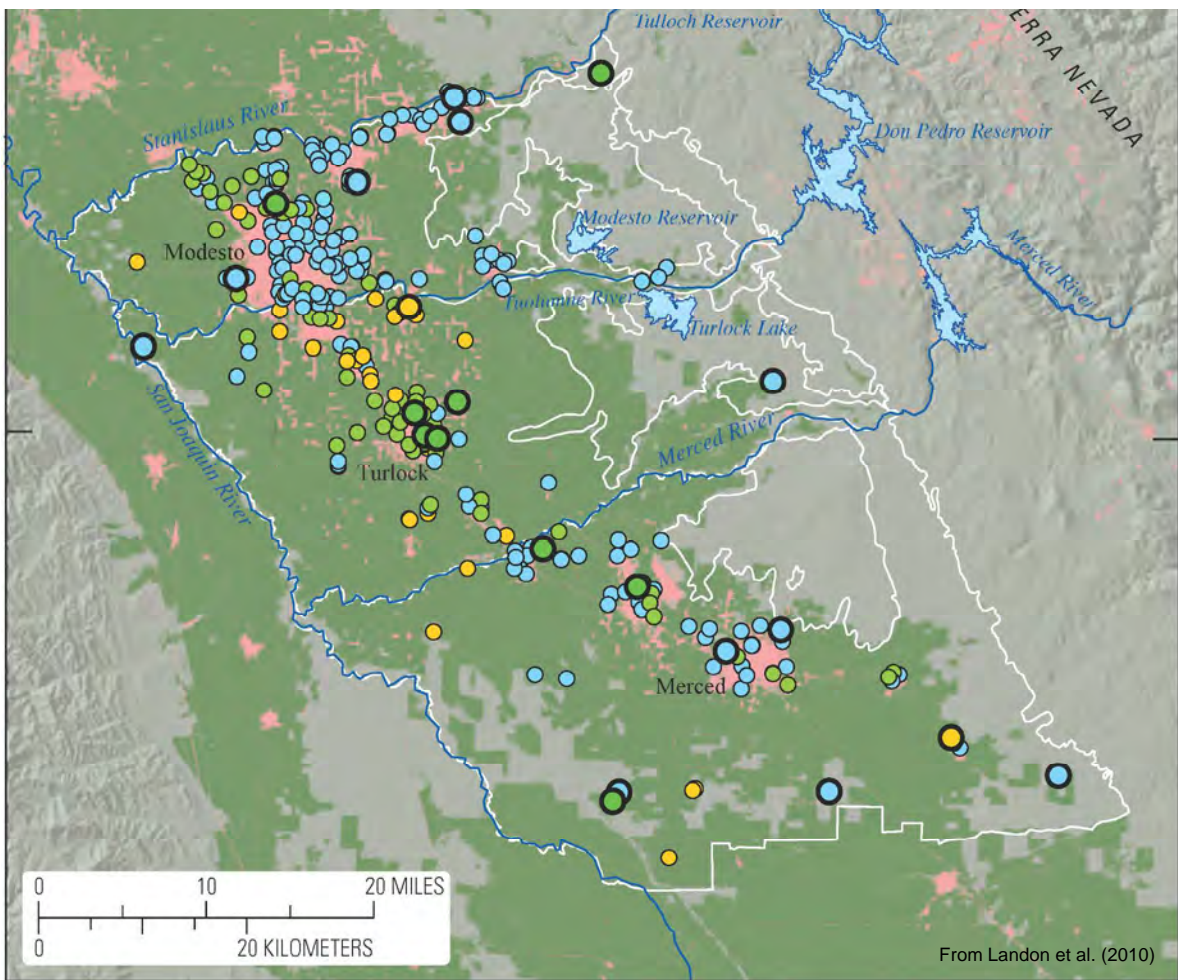 Tulloch Reservoir
ERRA NEVADA
Stanislaus River
Don Pedro Reservoir
Modesto Reservoir
Modesto
Merced River
Tuolumne River
Turlock Lake
San Joaquin River
Merced River
Turlock
Merced
0 10 20 MILES
0 20 KILOMETERS
From Landon et al. (2010)